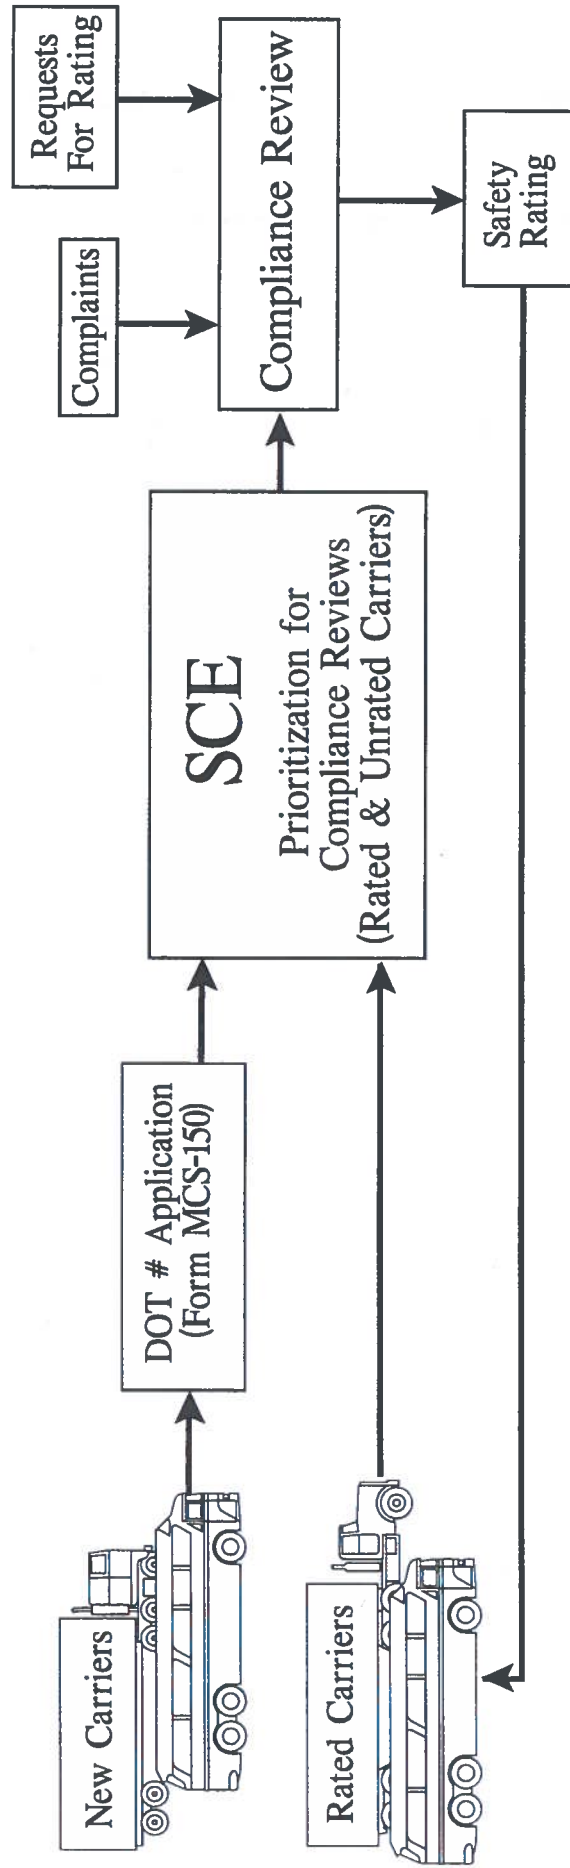 New Carriers
DOT # Application
(Form MCS-150)
Rated Carriers
SCE
Prioritization for
Compliance Reviews
(Rated & Unrated Carriers)
Complaints
Requests
For Rating
Compliance Review
Safety
Rating